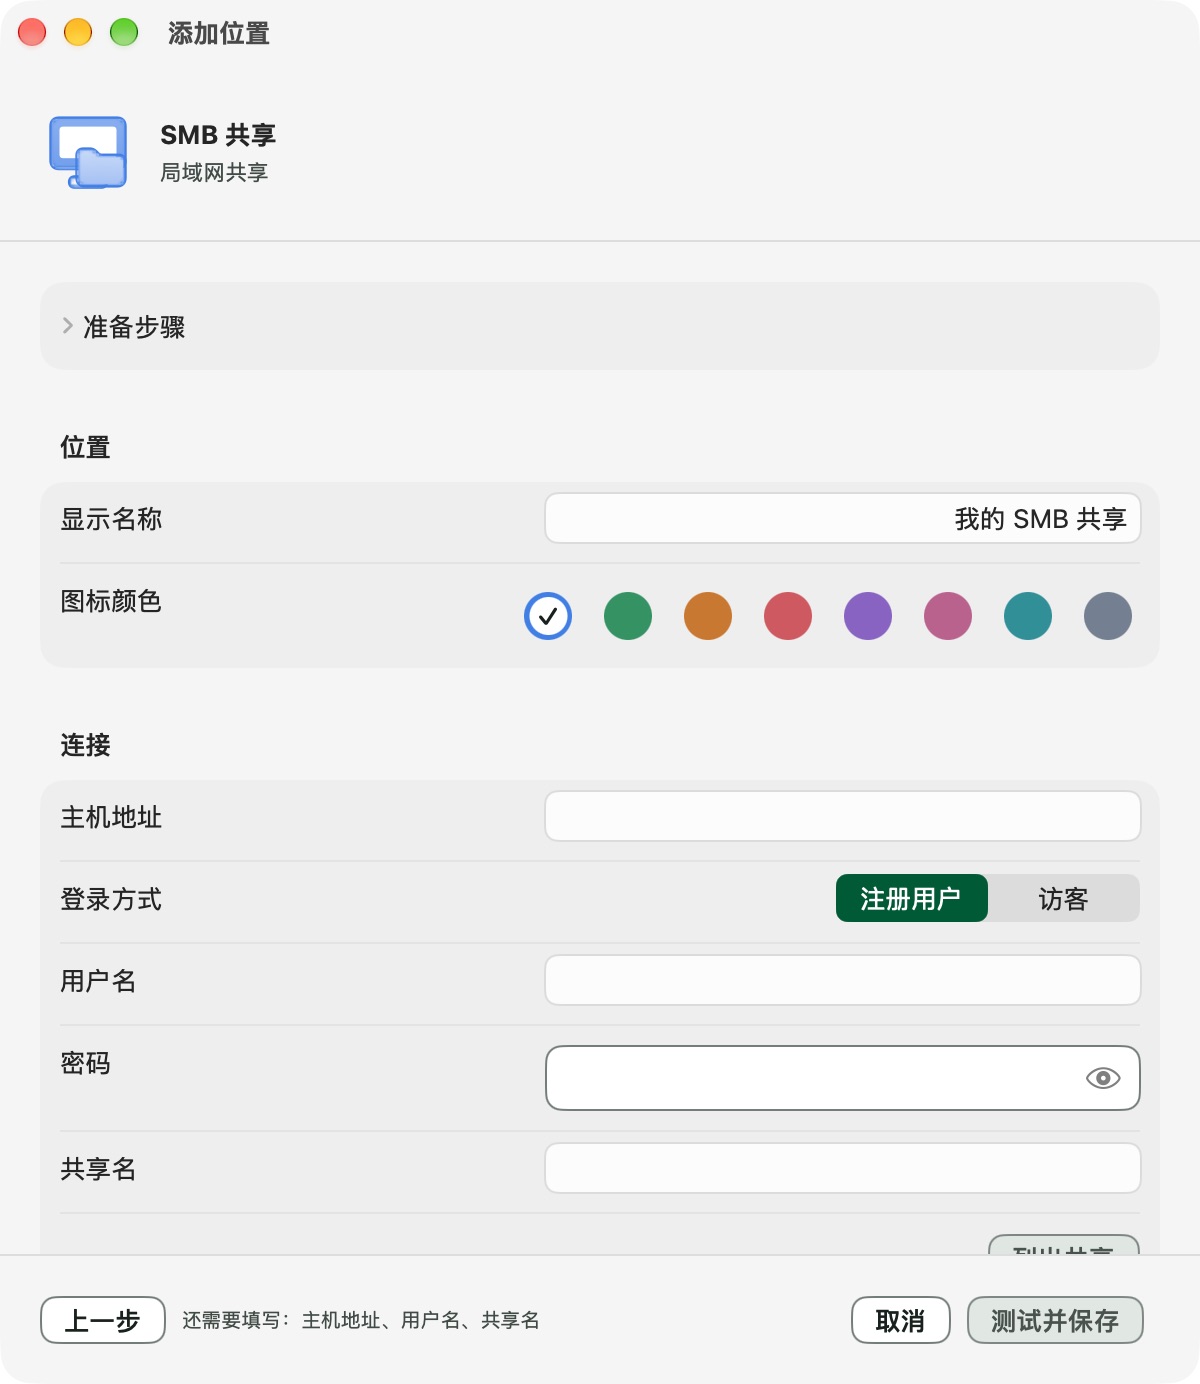 添加位置
SMB 共享
局域网共享
准备步骤
位置
显示名称
我的 SMB 共享
图标颜色
连接
主机地址
登录方式
注册用户
访客
用户名
密码
共享名
列出共享
上一步
还需要填写：主机地址、用户名、共享名
取消
测试并保存